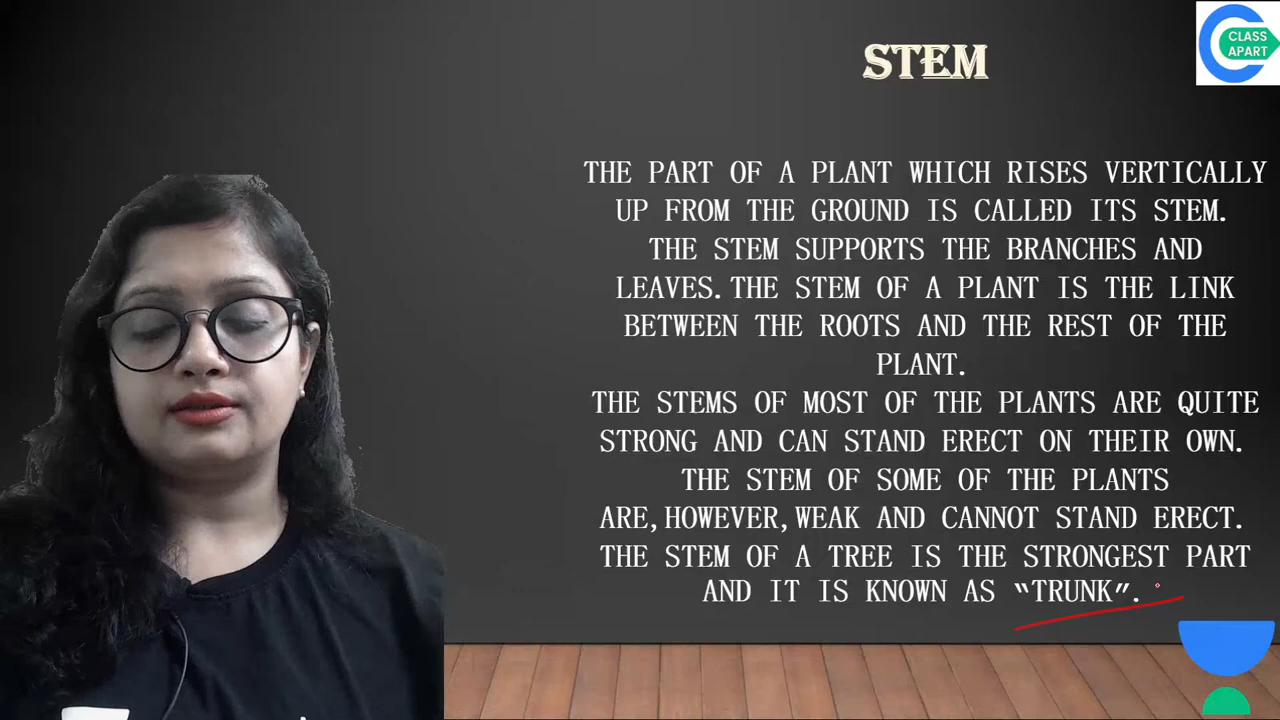 CLASS
APART
STEM
THE PART OF A PLANT WHICH RISES VERTICALLY
UP FROM THE GROUND IS CALLED ITS STEM.
THE STEM SUPPORTS THE BRANCHES AND
LEAVES.THE STEM OF A PLANT IS THE LINK
BETWEEN THE ROOTS AND THE REST OF THE
PLANT.
THE STEMS OF MOST OF THE PLANTS ARE QUITE
STRONG AND CAN STAND ERECT ON THEIR OWN.
THE STEM OF SOME OF THE PLANTS
ARE,HOWEVER,WEAK AND CANNOT STAND ERECT.
THE STEM OF A TREE IS THE STRONGEST PART
AND IT IS KNOWN AS “TRUNK”.